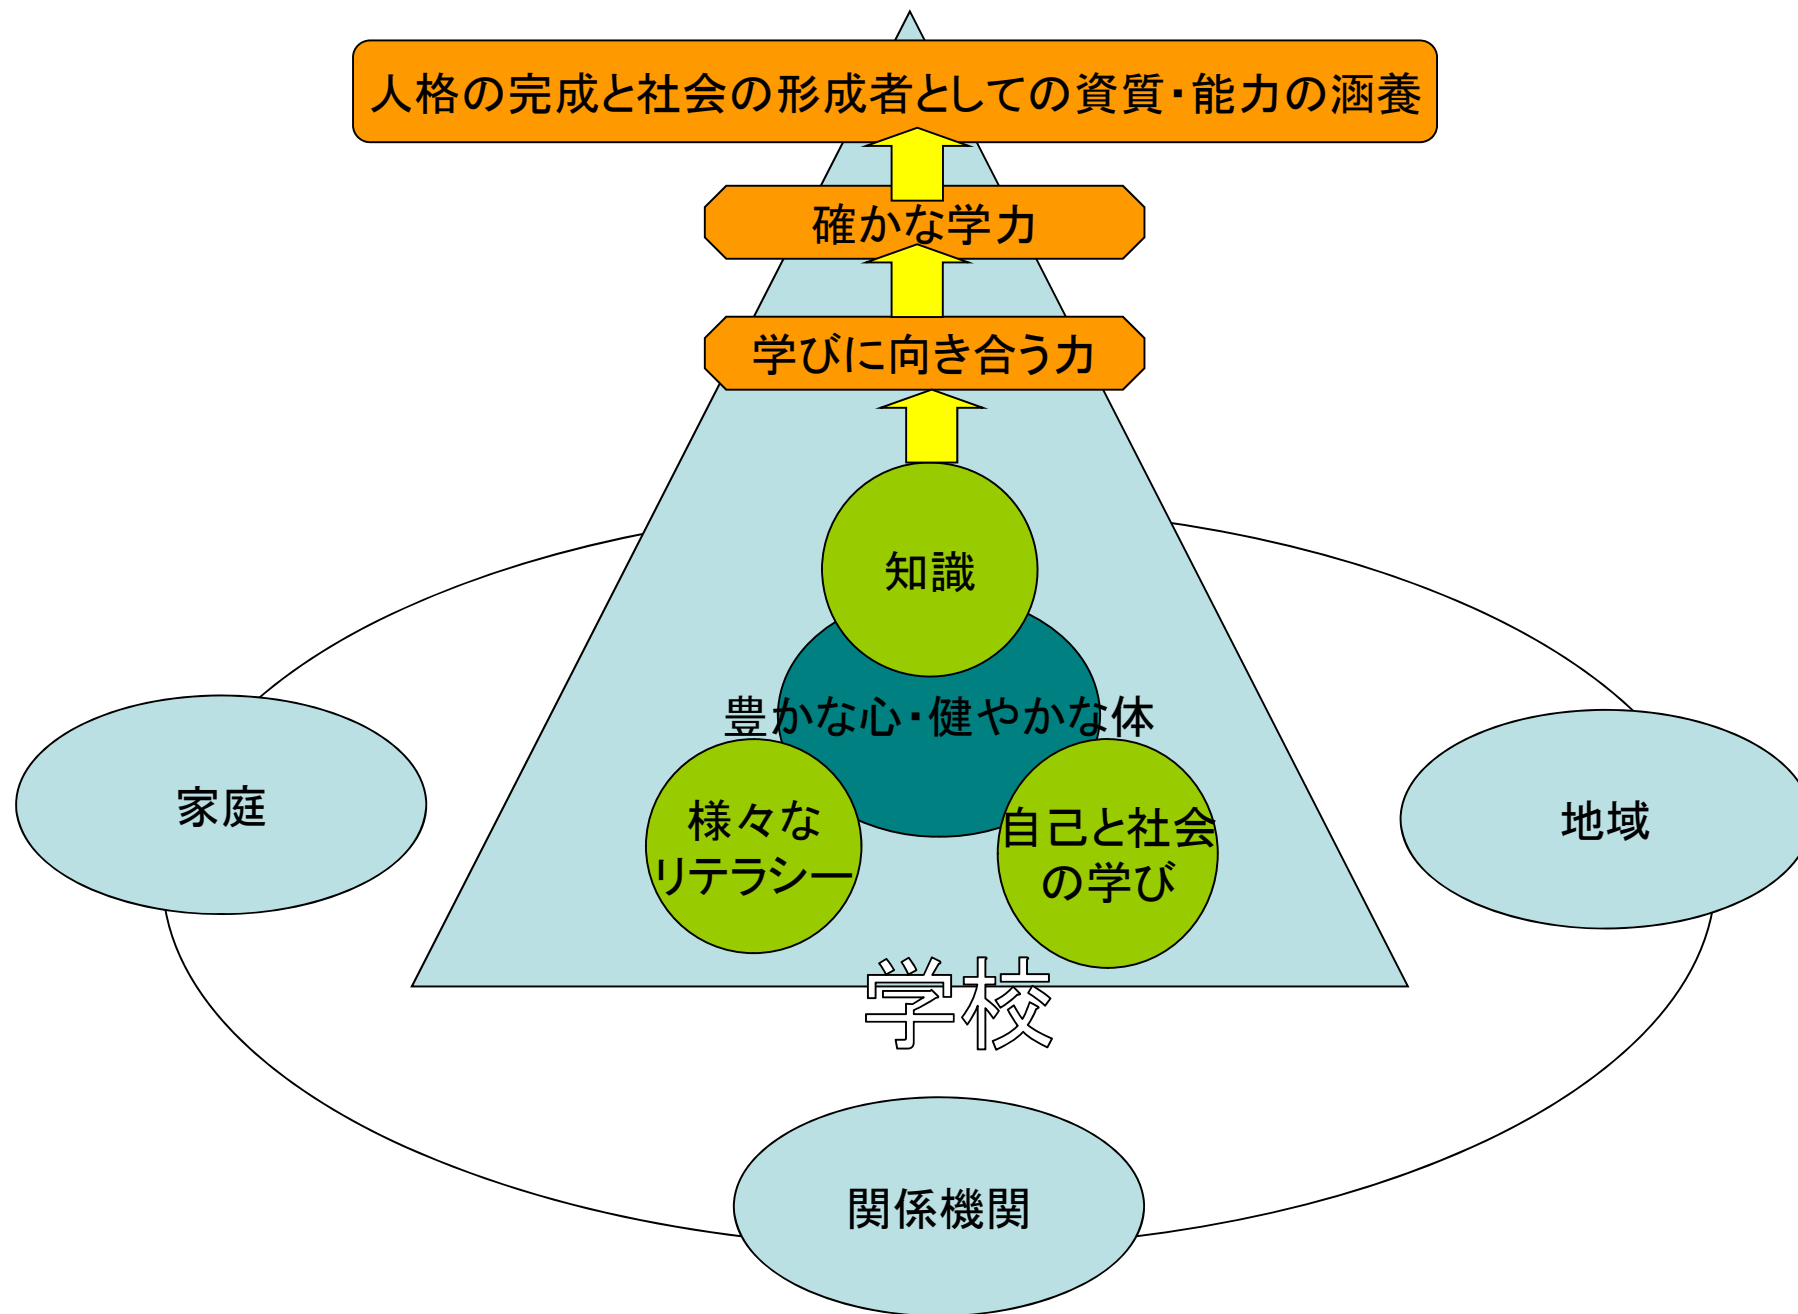 人格の完成と社会の形成者としての資質・能力の涵養
確かな学力
学びに向き合う力
知識
豊かな心・健やかな体
様々な
リテラシー
自己と社会
の学び
家庭
地域
学校
関係機関